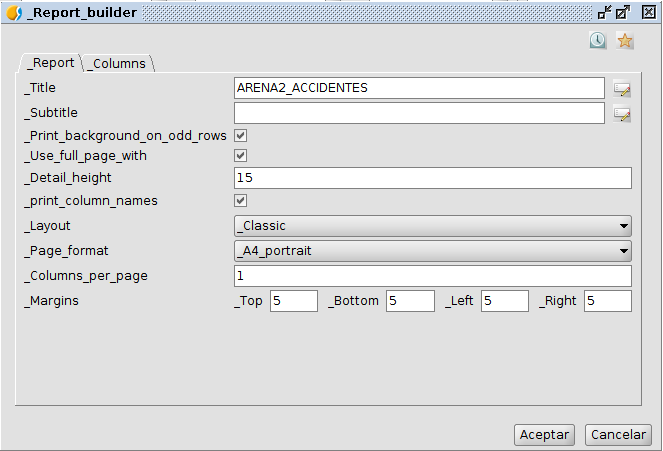 _Report_builder
_Report _Columns
_Title ARENA2_ACCIDENTES
_Subtitle
_Print_background_on_odd_rows
_Use_full_page_with
_Detail_height 15
_print_column_names
_Layout _Classic
_Page_format _A4_portrait
_Columns_per_page 1
_Margins _Top 5 _Bottom 5 _Left 5 _Right 5
Aceptar Cancelar